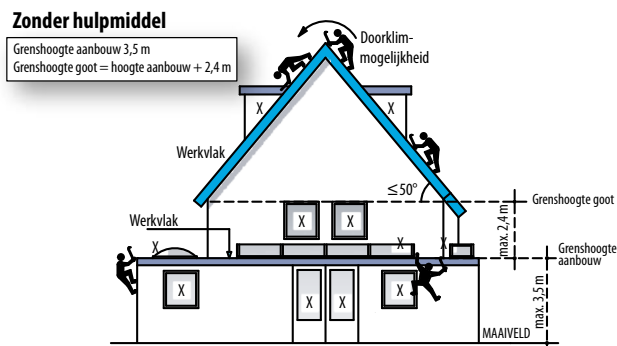 Zonder hulpmiddel
Grenshoogte aanbouw 3,5 m
Grenshoogte goot = hoogte aanbouw + 2,4 m
Doorklim-
mogelijkheid
X
X
Werkvlak
≤50°
Grenshoogte goot
X
X
max. 2,4 m
Werkvlak
X
X
X
Grenshoogte
aanbouw
X
X
X
X
max. 3,5 m
MAAIVELD